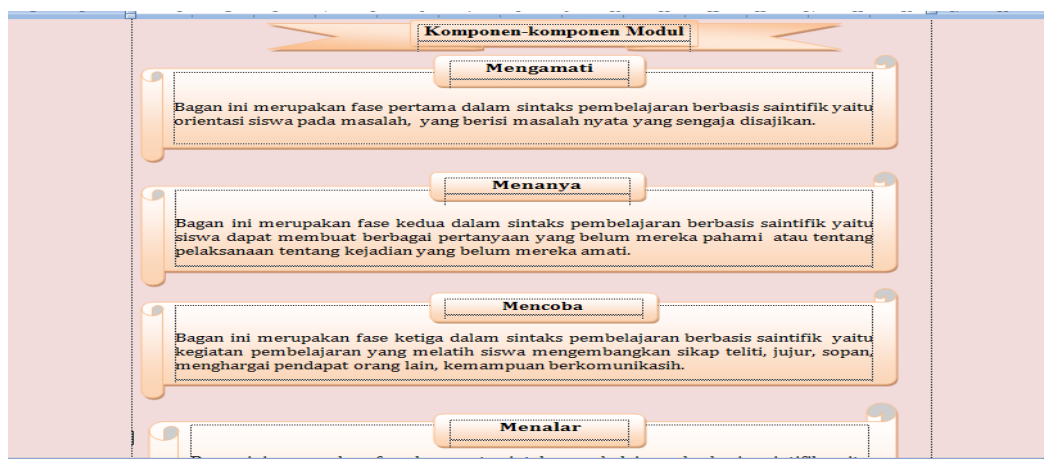 Komponen-komponen Modul
Mengamati
Bagan ini merupakan fase pertama dalam sintaks pembelajaran berbasis saintifik yaitu
orientasi siswa pada masalah, yang berisi masalah nyata yang sengaja disajikan.
Menanya
Bagan ini merupakan fase kedua dalam sintaks pembelajaran berbasis saintifik yaitu
siswa dapat membuat berbagai pertanyaan yang belum mereka pahami atau tentang
pelaksanaan tentang kejadian yang belum mereka amati.
Mencoba
Bagan ini merupakan fase ketiga dalam sintaks pembelajaran berbasis saintifik yaitu
kegiatan pembelajaran yang melatih siswa mengembangkan sikap teliti, jujur, sopan,
menghargai pendapat orang lain, kemampuan berkomunikasih.
Menalar